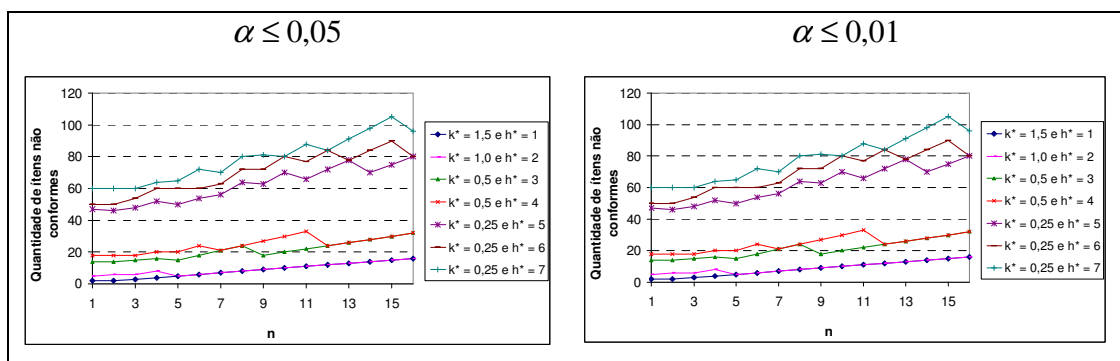 α ≤ 0,05
Quantidade de itens não
conformes
120
100
80
60
40
20
0
1 3 5 7 9 11 13 15
n
k* = 1,5 e h* = 1
k* = 1,0 e h* = 2
k* = 0,5 e h* = 3
k* = 0,5 e h* = 4
k* = 0,25 e h* = 5
k* = 0,25 e h* = 6
k* = 0,25 e h* = 7
α ≤ 0,01
Quantidade de itens não
conformes
120
100
80
60
40
20
0
1 3 5 7 9 11 13 15
n
k* = 1,5 e h* = 1
k* = 1,0 e h* = 2
k* = 0,5 e h* = 3
k* = 0,5 e h* = 4
k* = 0,25 e h* = 5
k* = 0,25 e h* = 6
k* = 0,25 e h* = 7